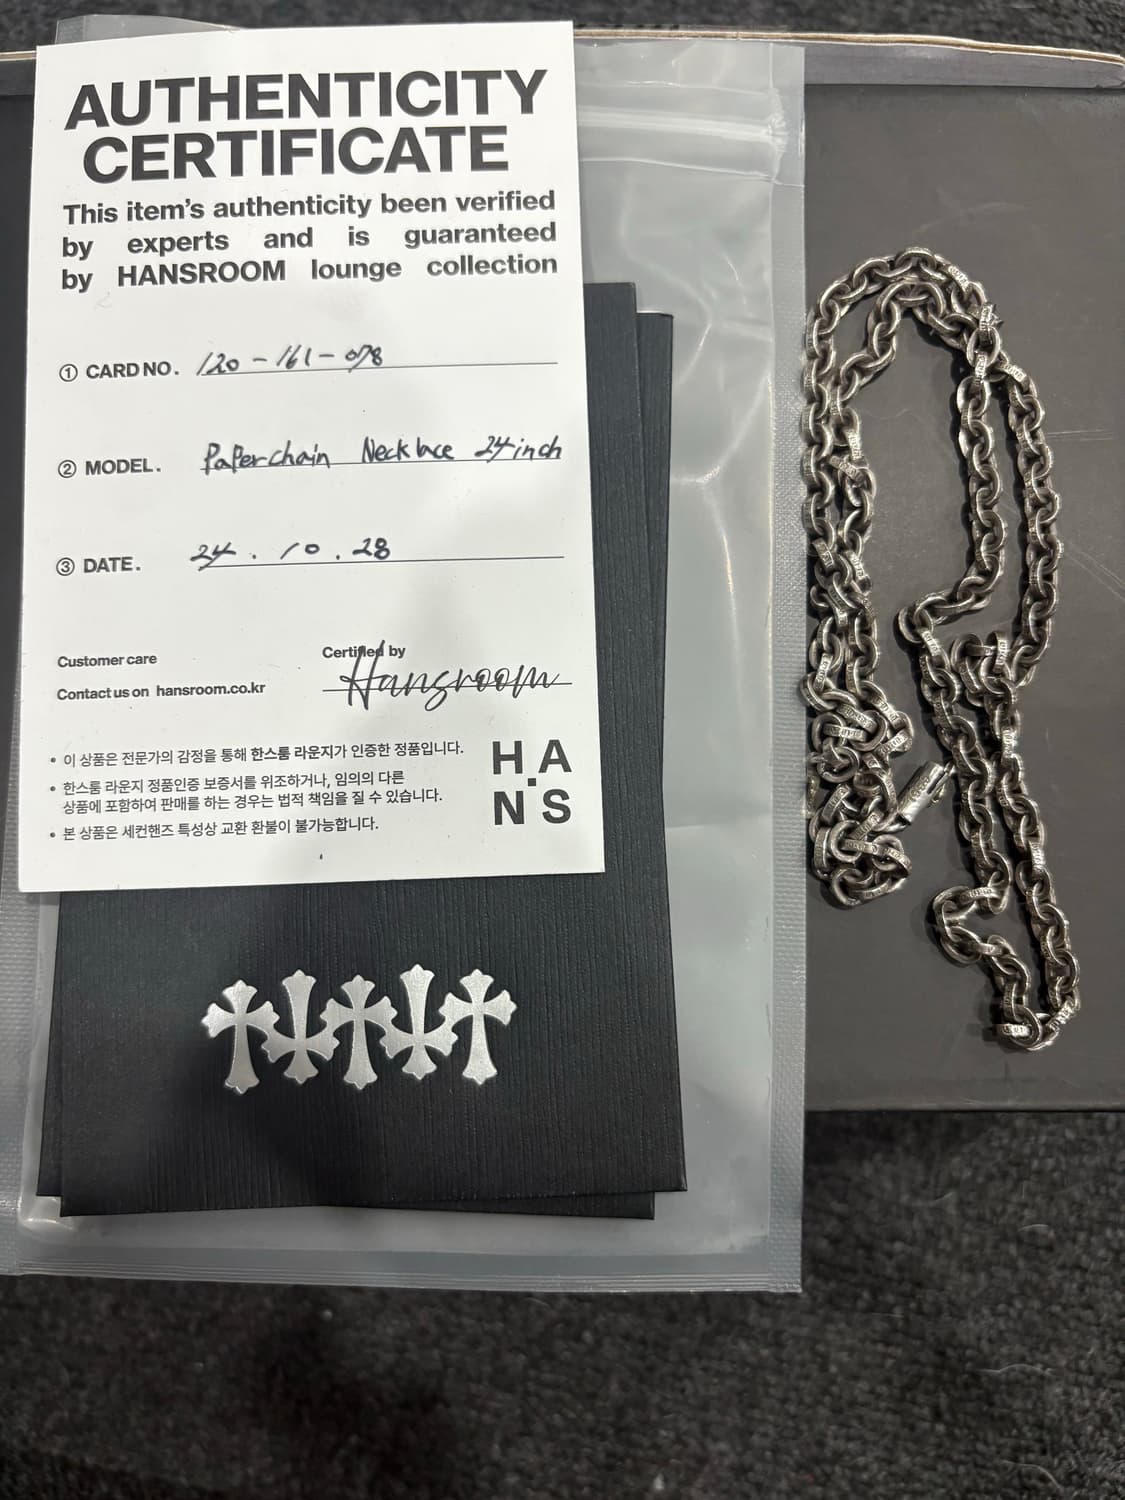 AUTHENTICITY
CERTIFICATE
This item's authenticity been verified
by experts and is guaranteed
by HANSROOM lounge collection
① CARD NO. 120-161-078
② MODEL. PaPerchain Necklace 24inch
③ DATE. 24.10.28
Customer care
Contact us on hansroom.co.kr
Certified by
Hansroom
• 이 상품은 전문가의 감정을 통해 한스룸 라운지가 인증한 정품입니다.
• 한스룸 라운지 정품인증 보증서를 위조하거나, 임의의 다른
상품에 포함하여 판매를 하는 경우는 법적 책임을 질 수 있습니다.
• 본 상품은 세컨핸즈 특성상 교환 환불이 불가능합니다.
H.A
N S